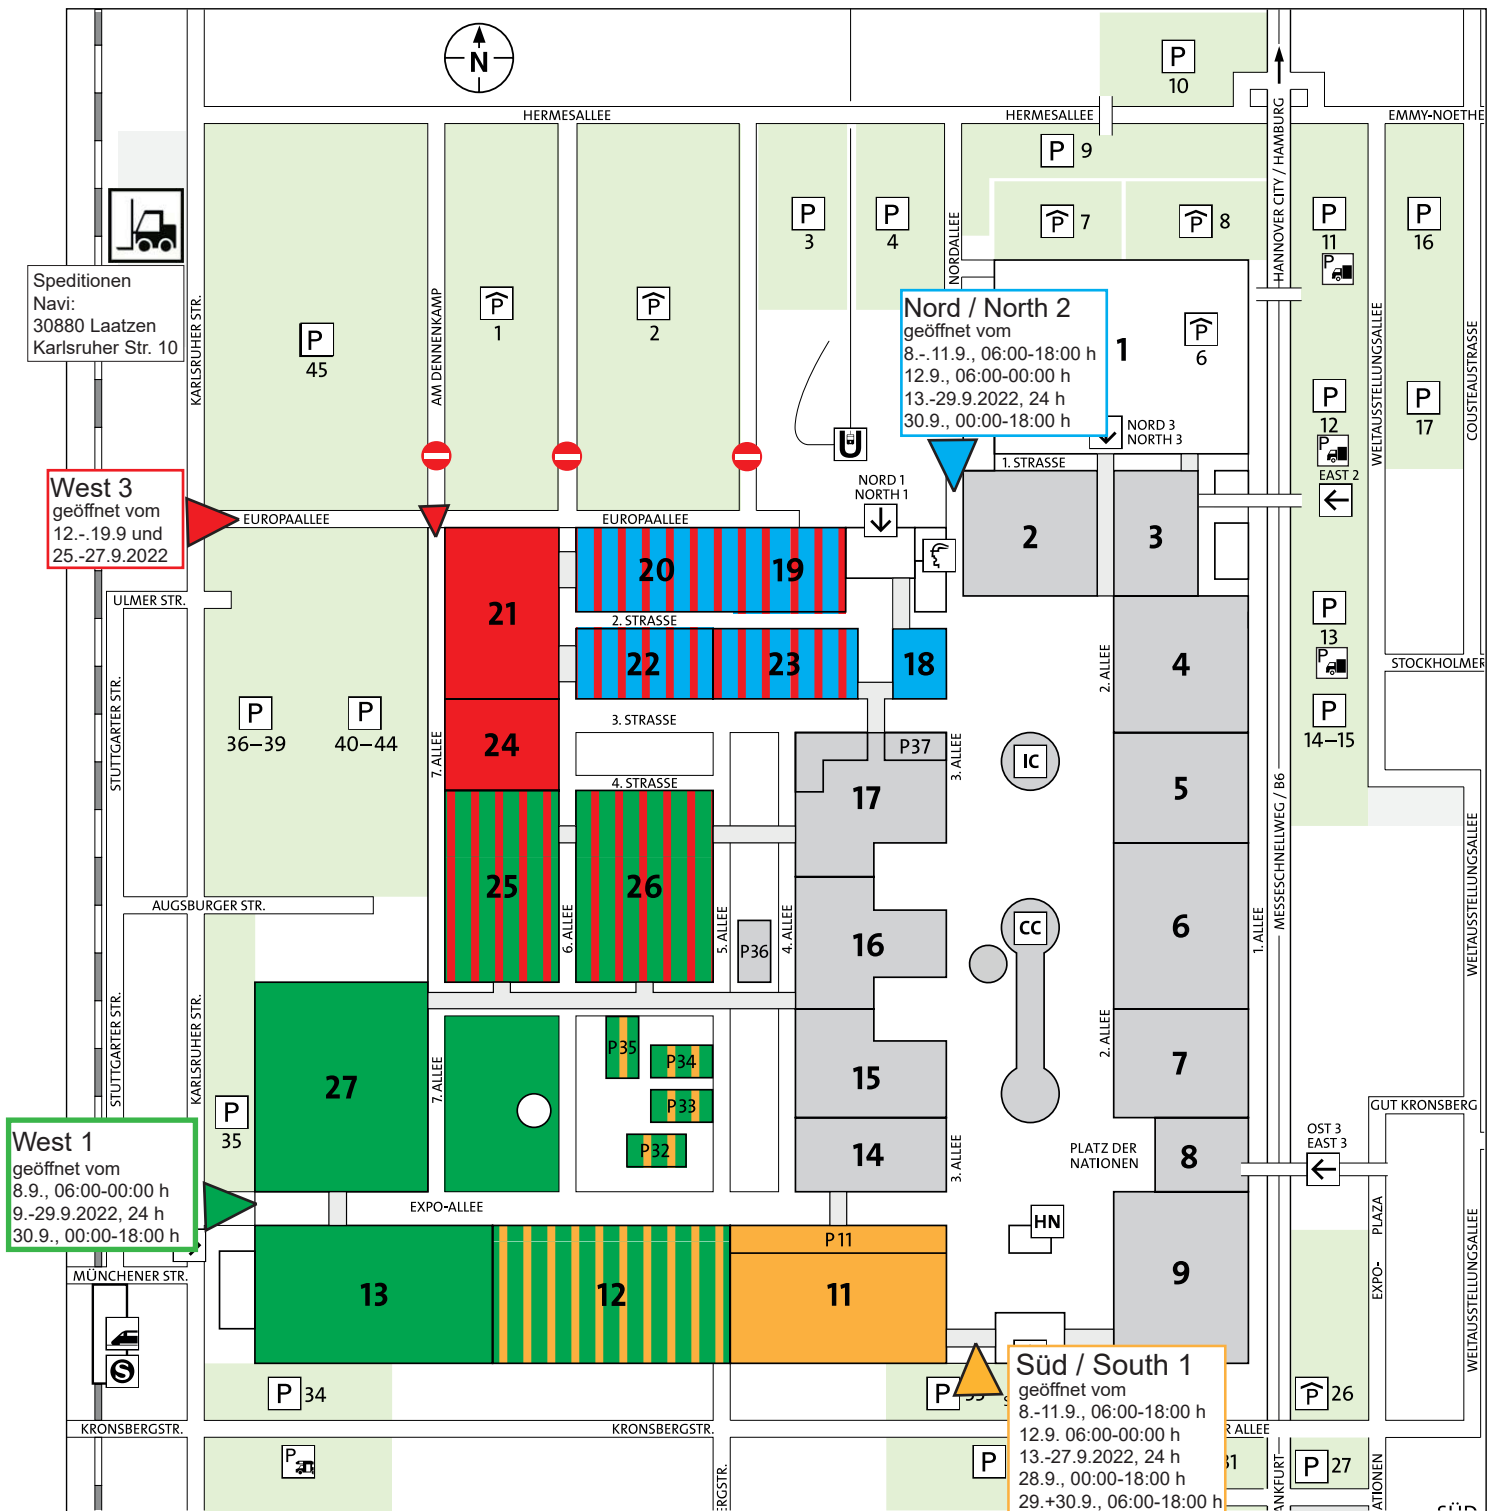 N
P
10
HERMESALLEE
HERMESALLEE
EMMY-NOETHE
P 9
P
3
P
4
P 7
P 8
P
11
P
P
16
NORDALLEE
HANNOVER CITY / HAMBURG
Speditionen
Navi:
30880 Laatzen
Karlsruher Str. 10
KARLSRUHER STR.
P
45
AM DENNENKAMP
P
1
P
2
Nord / North 2
geöffnet vom
8.-.11.9., 06:00-18:00 h
12.9., 06:00-00:00 h
13.-29.9.2022, 24 h
30.9., 00:00-18:00 h
1
P
6
NORD 3
NORTH 3
WELTAUSSTELLUNGSALLEE
COUSTEAUSTRASSE
P
12
P
EAST 2
P
17
U
1. STRASSE
NORD 1
NORTH 1
West 3
geöffnet vom
12.-.19.9 und
25.-27.9.2022
EUROPAALLEE
EUROPAALLEE
2
3
20
19
21
2. STRASSE
22
23
18
ULMER STR.
STUTTGARTER STR.
P
36–39
P
40–44
24
7. ALLEE
3. STRASSE
4. STRASSE
P37
17
3. ALLEE
IC
2. ALLEE
4
5
P
13
P
P
14–15
STOCKHOLMER
MESSESCHNELLWEG / B6
WELTAUSSTELLUNGSALLEE
25
26
6. ALLEE
5. ALLEE
P36
4. ALLEE
16
CC
6
1. ALLEE
AUGSBURGER STR.
STUTTGARTER STR.
KARLSRUHER STR.
27
7. ALLEE
P35
P34
P33
P32
15
14
3. ALLEE
2. ALLEE
7
PLATZ DER
NATIONEN
8
OST 3
EAST 3
GUT KRONSBERG
P
35
West 1
geöffnet vom
8.9., 06:00-00:00 h
9.-29.9.2022, 24 h
30.9., 00:00-18:00 h
EXPO-ALLEE
HN
EXPO- PLAZA
WELTAUSSTELLUNGSALLEE
MÜNCHENER STR.
S
13
12
P11
11
9
P 34
P
Süd / South 1
geöffnet vom
8.-11.9., 06:00-18:00 h
12.9. 06:00-00:00 h
13.-27.9.2022, 24 h
28.9., 00:00-18:00 h
29.+30.9., 06:00-18:00 h
P 26
KRONSBERGSTR.
KRONSBERGSTR.
R ALLEE
P
P
31
P 27
ERGSTR.
ANKFURT
ATIONEN
SÜD